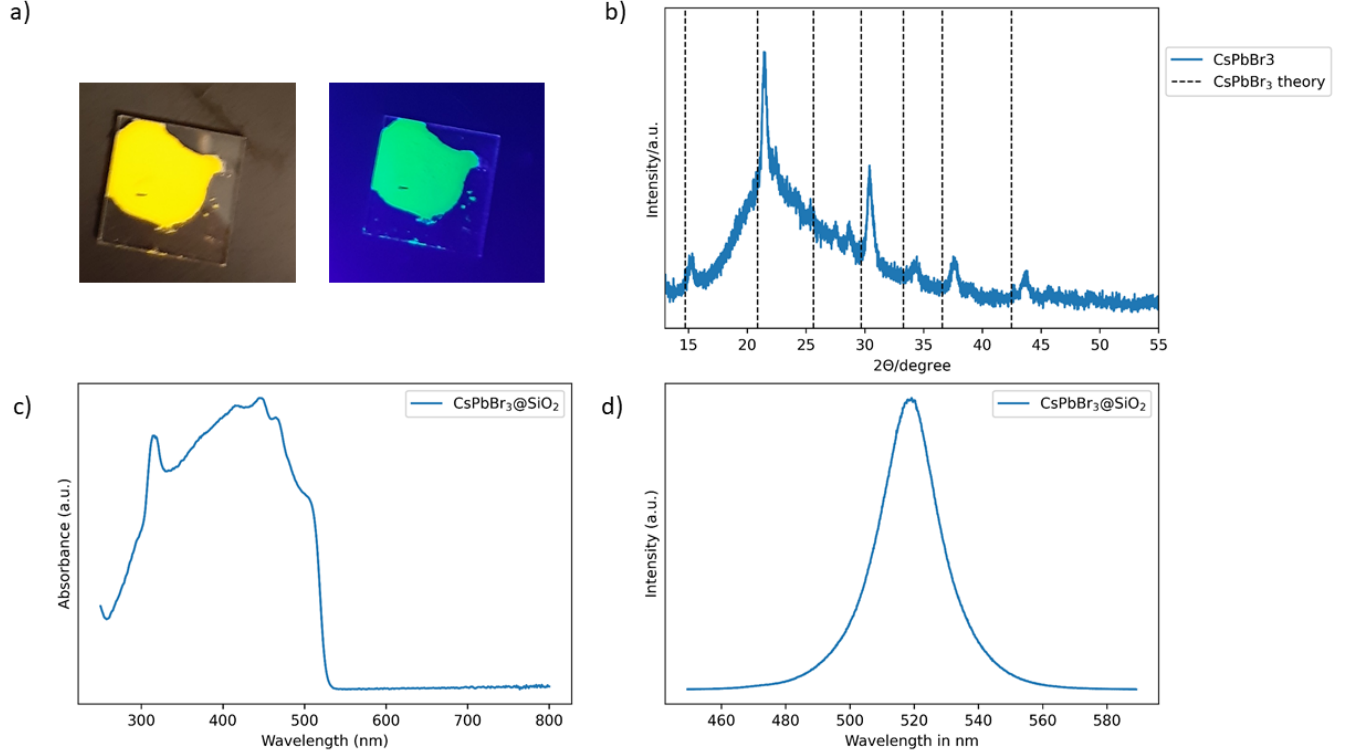 a)
b)
CsPbBr3
CsPbBr₃ theory
Intensity/a.u.
15 20 25 30 35 40 45 50 55
2Θ/degree
c)
CsPbBr₃@SiO₂
Absorbance (a.u.)
300 400 500 600 700 800
Wavelength (nm)
d)
CsPbBr₃@SiO₂
Intensity (a.u.)
460 480 500 520 540 560 580
Wavelength in nm